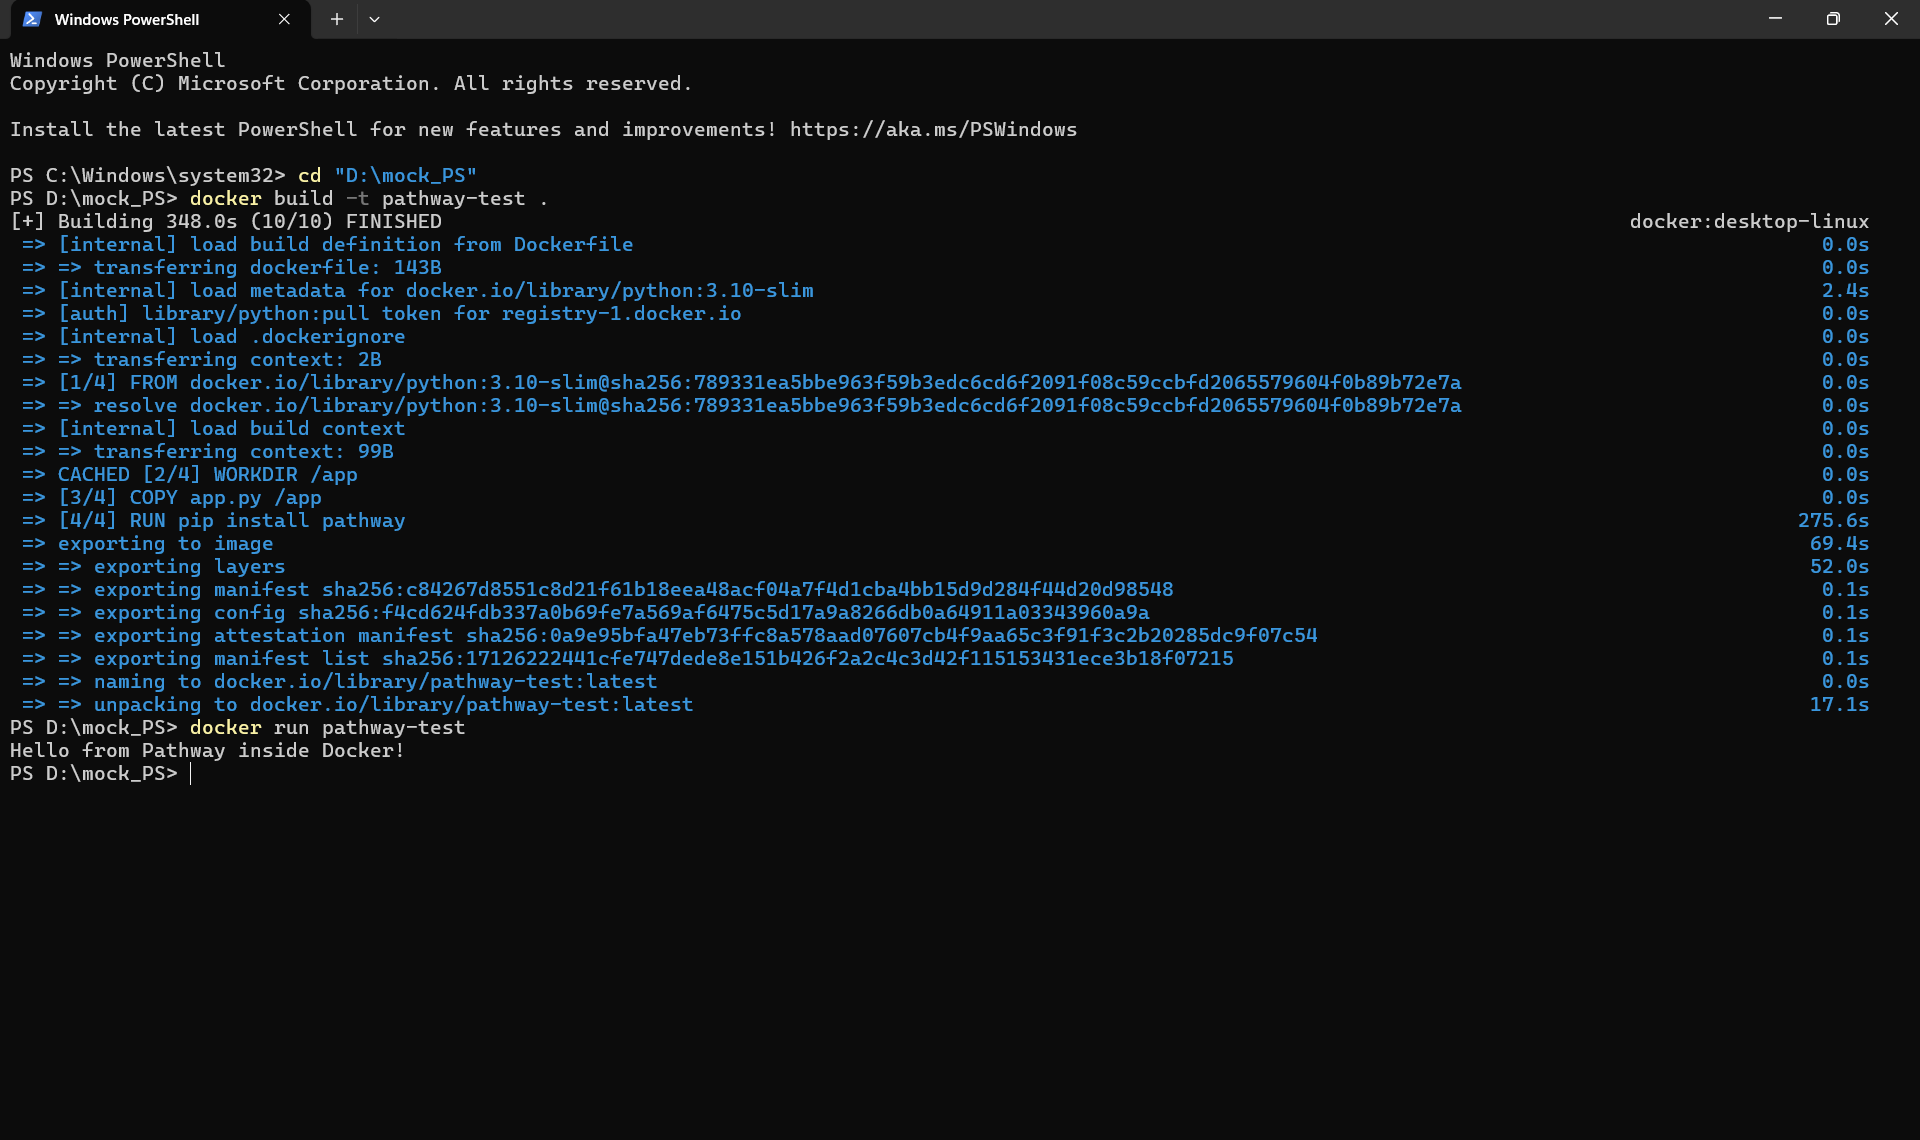 Windows PowerShell
Windows PowerShell
Copyright (C) Microsoft Corporation. All rights reserved.
Install the latest PowerShell for new features and improvements! https://aka.ms/PSWindows
PS C:\Windows\system32> cd "D:\mock_PS"
PS D:\mock_PS> docker build -t pathway-test .
[+] Building 348.0s (10/10) FINISHED docker:desktop-linux
=> [internal] load build definition from Dockerfile 0.0s
=> => transferring dockerfile: 143B 0.0s
=> [internal] load metadata for docker.io/library/python:3.10-slim 2.4s
=> [auth] library/python:pull token for registry-1.docker.io 0.0s
=> [internal] load .dockerignore 0.0s
=> => transferring context: 2B 0.0s
=> [1/4] FROM docker.io/library/python:3.10-slim@sha256:789331ea5bbe963f59b3edc6cd6f2091f08c59ccbfd2065579604f0b89b72e7a 0.0s
=> => resolve docker.io/library/python:3.10-slim@sha256:789331ea5bbe963f59b3edc6cd6f2091f08c59ccbfd2065579604f0b89b72e7a 0.0s
=> [internal] load build context 0.0s
=> => transferring context: 99B 0.0s
=> CACHED [2/4] WORKDIR /app 0.0s
=> [3/4] COPY app.py /app 0.0s
=> [4/4] RUN pip install pathway 275.6s
=> exporting to image 69.4s
=> => exporting layers 52.0s
=> => exporting manifest sha256:c84267d8551c8d21f61b18eea48acf04a7f4d1cba4bb15d9d284f44d20d98548 0.1s
=> => exporting config sha256:f4cd624fdb337a0b69fe7a569af6475c5d17a9a8266db0a64911a03343960a9a 0.1s
=> => exporting attestation manifest sha256:0a9e95bfa47eb73ffc8a578aad07607cb4f9aa65c3f91f3c2b20285dc9f07c54 0.1s
=> => exporting manifest list sha256:17126222441cfe747dede8e151b426f2a2c4c3d42f115153431ece3b18f07215 0.1s
=> => naming to docker.io/library/pathway-test:latest 0.0s
=> => unpacking to docker.io/library/pathway-test:latest 17.1s
PS D:\mock_PS> docker run pathway-test
Hello from Pathway inside Docker!
PS D:\mock_PS>